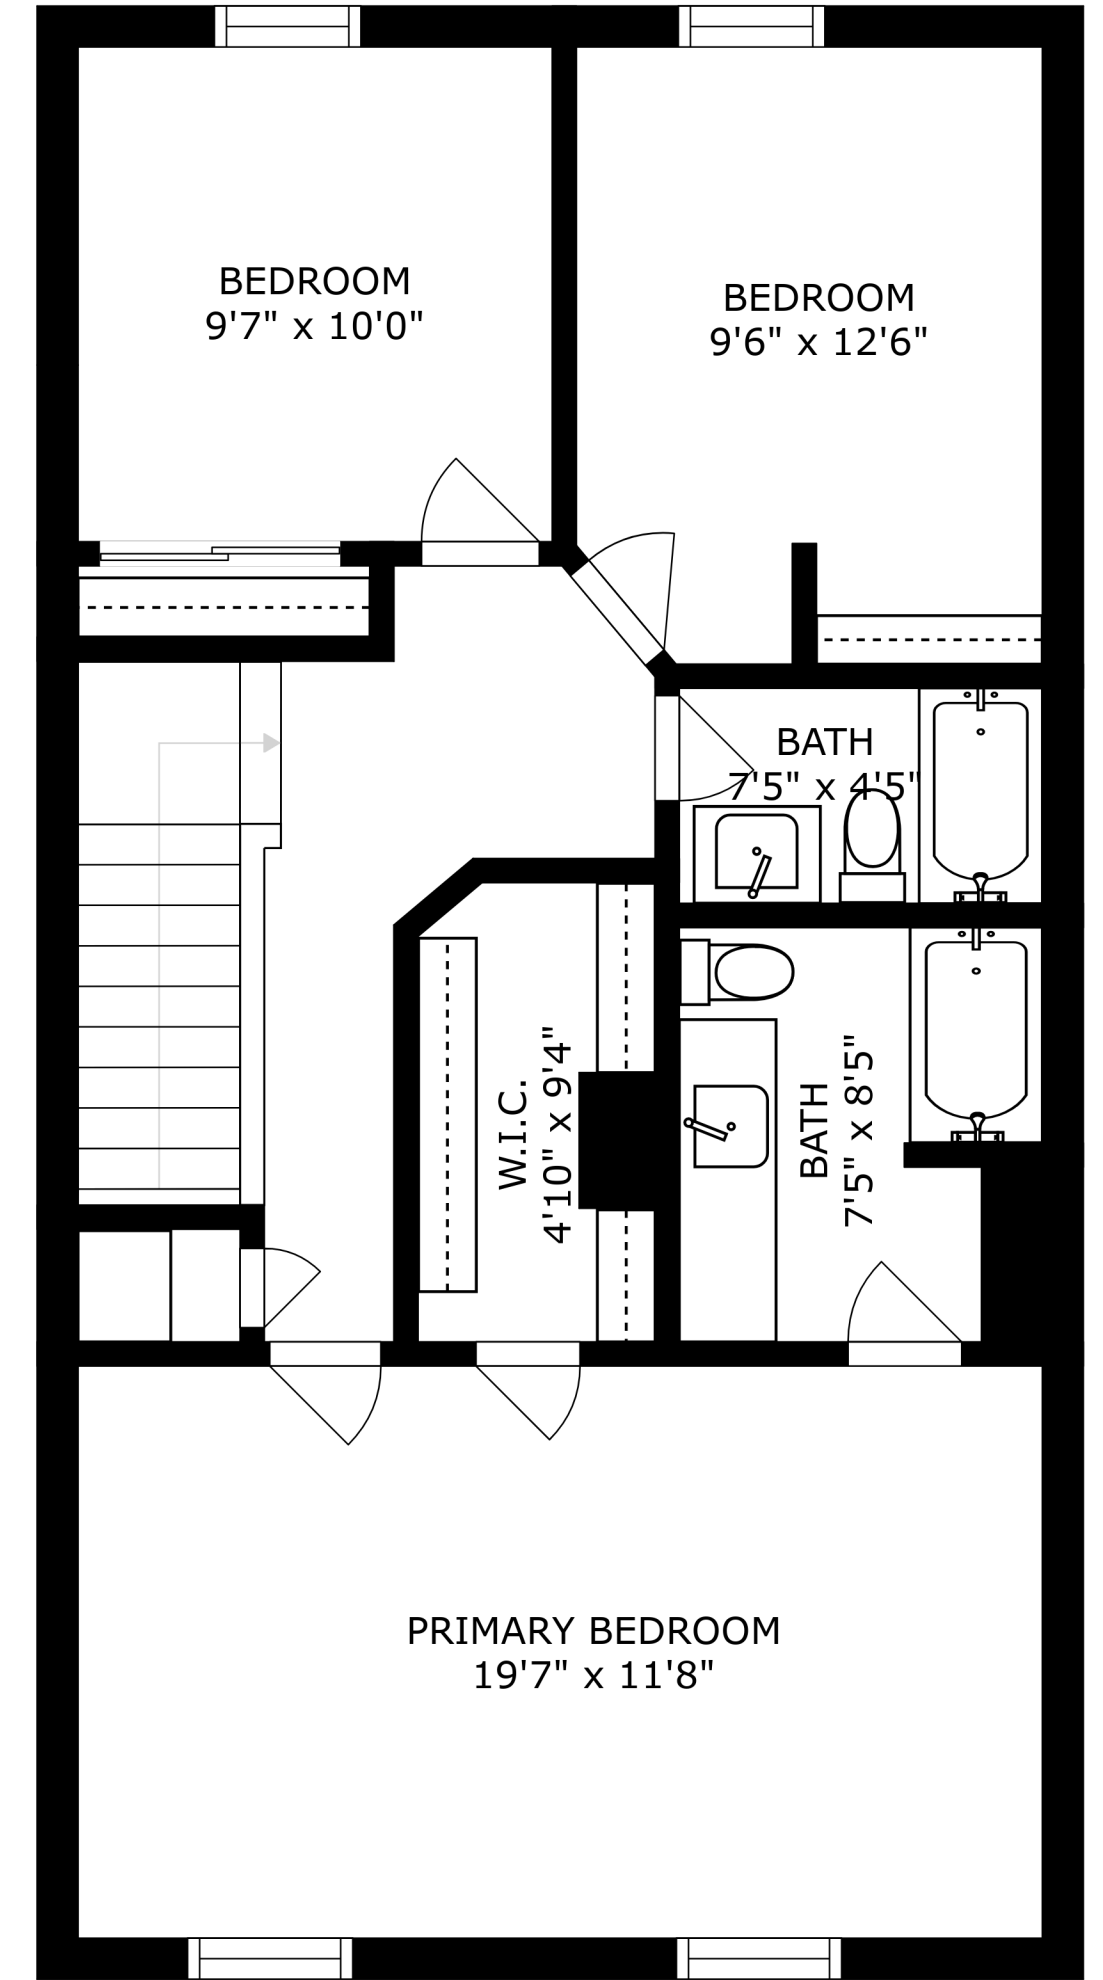 BEDROOM
9'7" x 10'0"
BEDROOM
9'6" x 12'6"
BATH
7'5" x 4'5"
W.I.C.
4'10" x 9'4"
BATH
7'5" x 8'5"
PRIMARY BEDROOM
19'7" x 11'8"